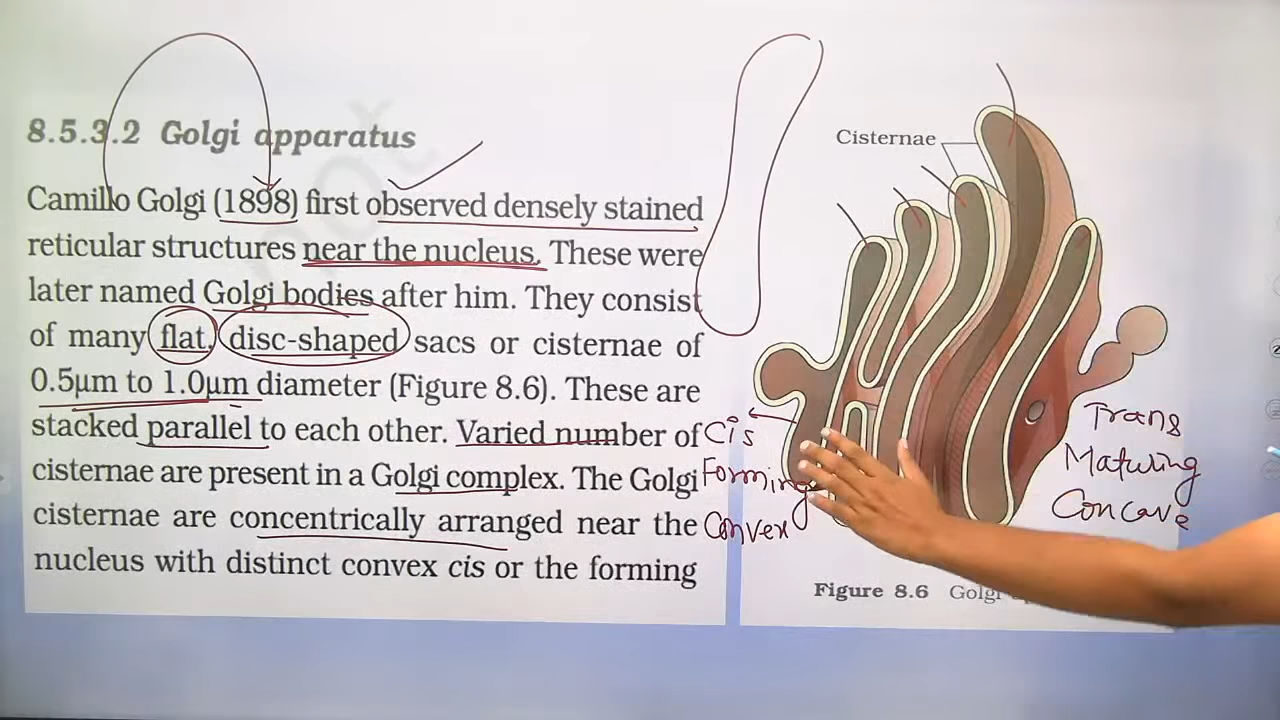 8.5.3.2 Golgi apparatus
Camillo Golgi (1898) first observed densely stained
reticular structures near the nucleus. These were
later named Golgi bodies after him. They consist
of many flat, disc-shaped sacs or cisternae of
0.5µm to 1.0µm diameter (Figure 8.6). These are
stacked parallel to each other. Varied number of
cisternae are present in a Golgi complex. The Golgi
cisternae are concentrically arranged near the
nucleus with distinct convex cis or the forming
Cisternae
Cis
Forming
Convex
Trans
Maturing
Concave
Figure 8.6 Golgi